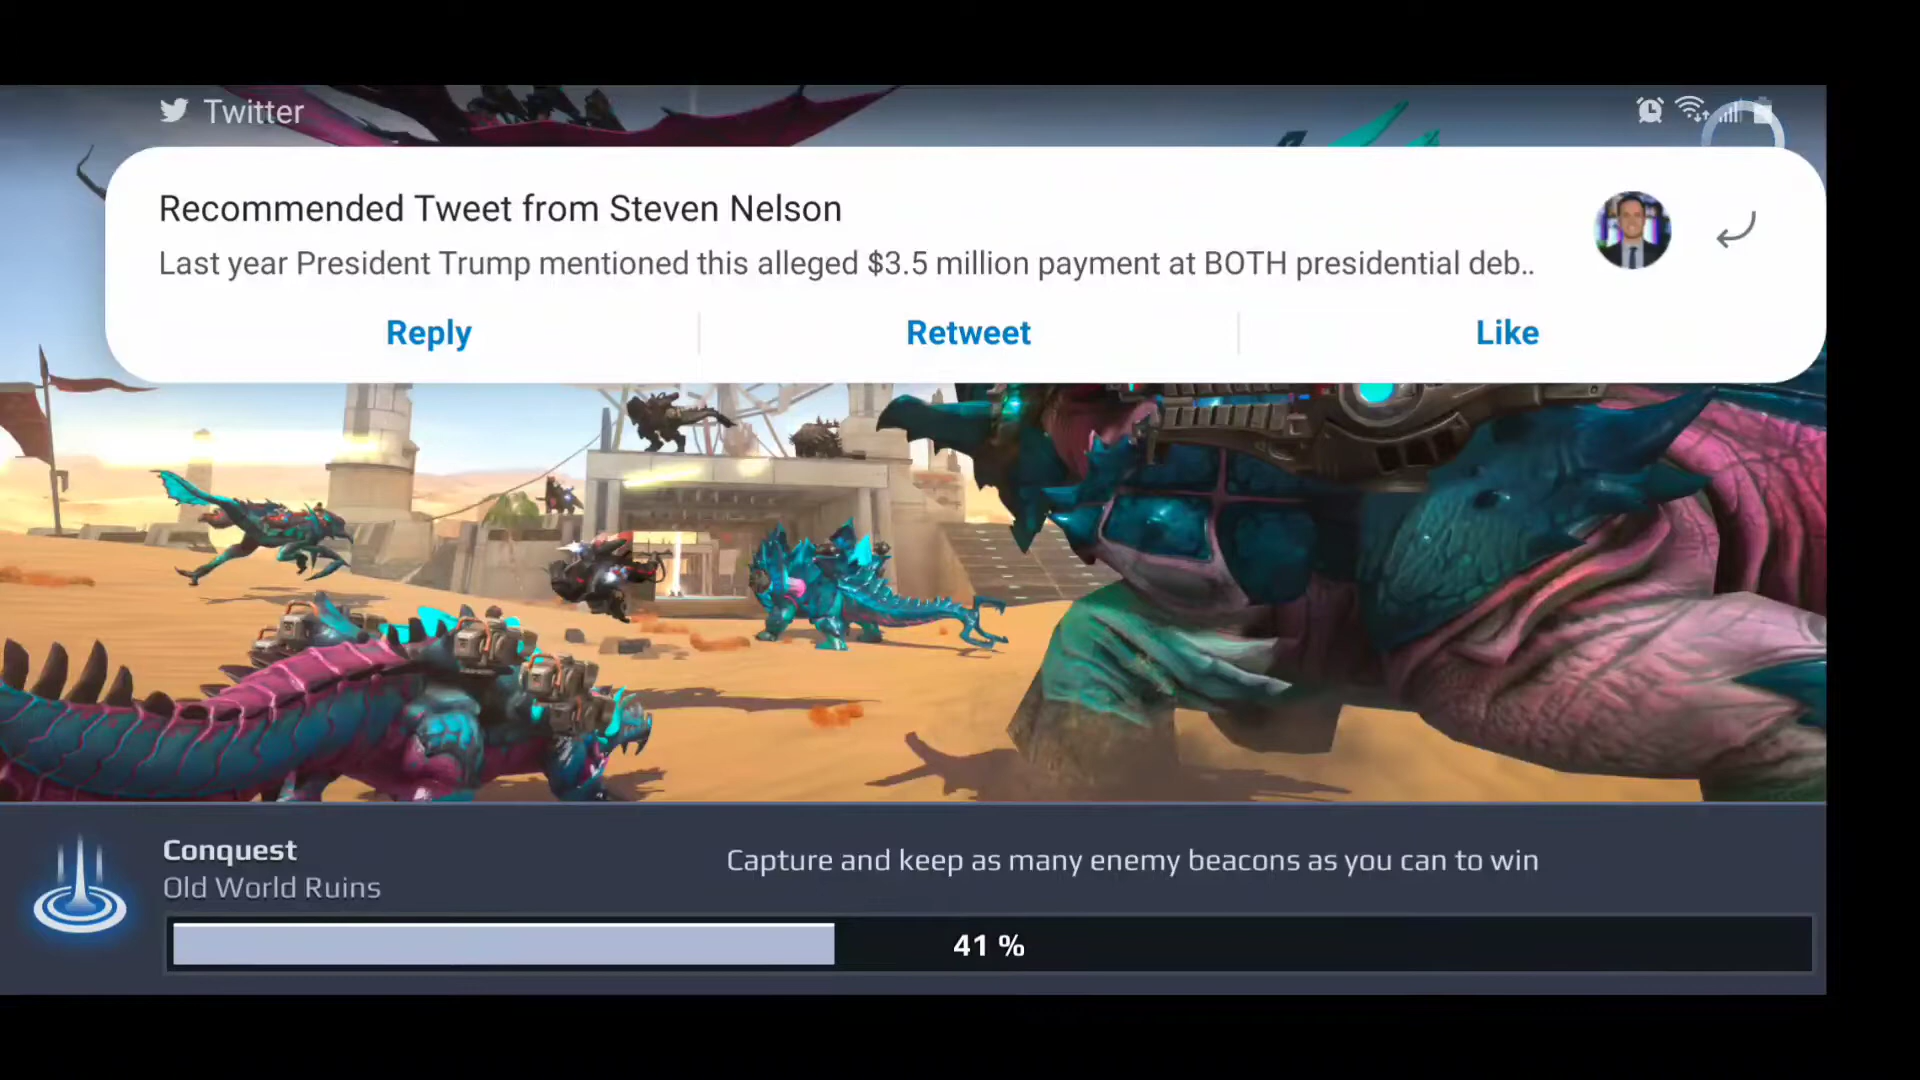 Twitter
Recommended Tweet from Steven Nelson
Last year President Trump mentioned this alleged $3.5 million payment at BOTH presidential deb..
Reply
Retweet
Like
Conquest
Old World Ruins
Capture and keep as many enemy beacons as you can to win
41 %